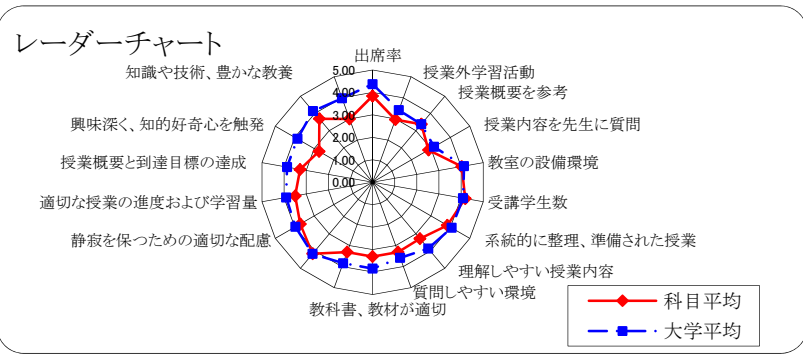 レーダーチャート
出席率
授業外学習活動
授業概要を参考
授業内容を先生に質問
教室の設備環境
受講学生数
系統的に整理、準備された授業
理解しやすい授業内容
質問しやすい環境
教科書、教材が適切
静寂を保つための適切な配慮
適切な授業の進度および学習量
授業概要と到達目標の達成
興味深く、知的好奇心を触発
知識や技術、豊かな教養
5.00
4.00
3.00
2.00
1.00
0.00
科目平均
大学平均